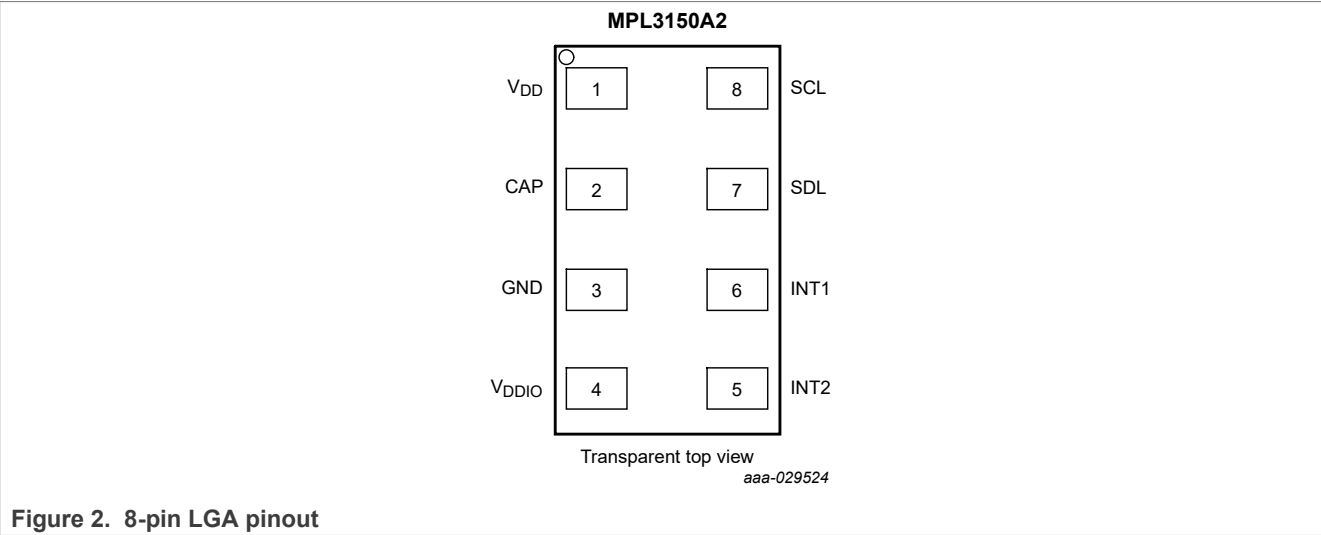 MPL3150A2
VDD 1 8 SCL
CAP 2 7 SDL
GND 3 6 INT1
VDDIO 4 5 INT2
Transparent top view
aaa-029524
Figure 2. 8-pin LGA pinout